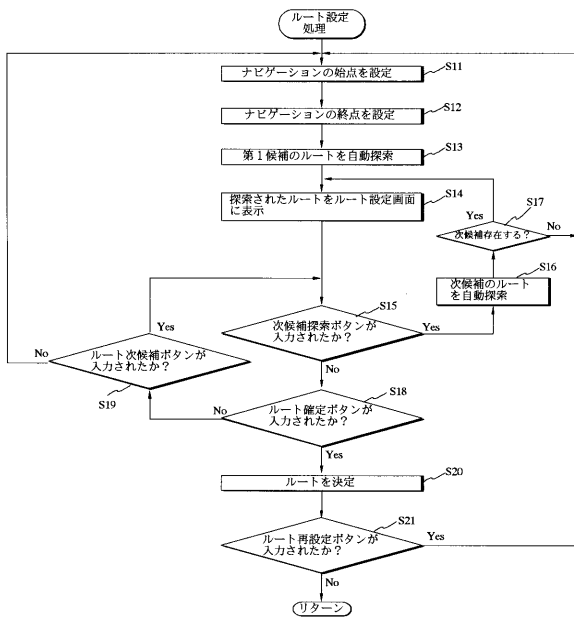 ルート設定
処理
S11
ナビゲーションの始点を設定
S12
ナビゲーションの終点を設定
S13
第1候補のルートを自動探索
S14
探索されたルートをルート設定画面
に表示
S17
Yes
次候補存在する?
No
S16
次候補のルート
を自動探索
S15
次候補探索ボタンが
入力されたか?
Yes
No
Yes
No
ルート次候補ボタンが
入力されたか?
S19
S18
No
ルート確定ボタンが
入力されたか?
Yes
S20
ルートを決定
S21
ルート再設定ボタンが
入力されたか?
Yes
No
リターン